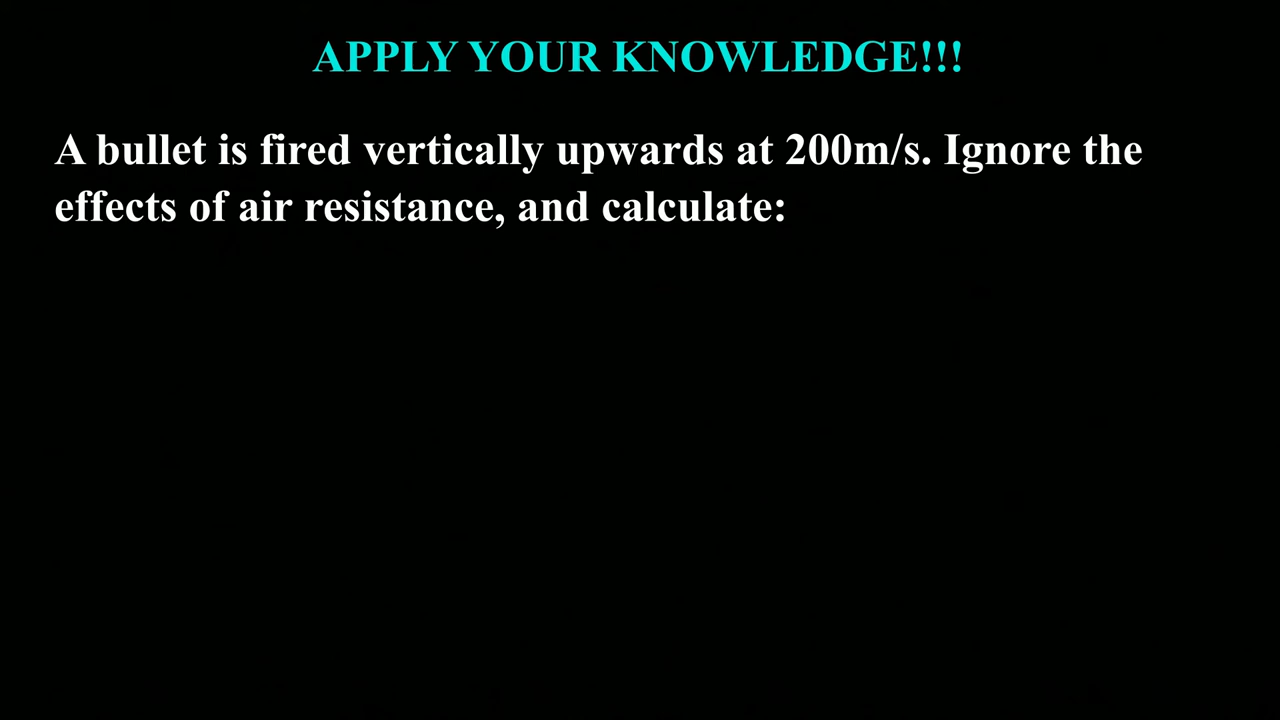 APPLY YOUR KNOWLEDGE!!!
A bullet is fired vertically upwards at 200m/s. Ignore the
effects of air resistance, and calculate: